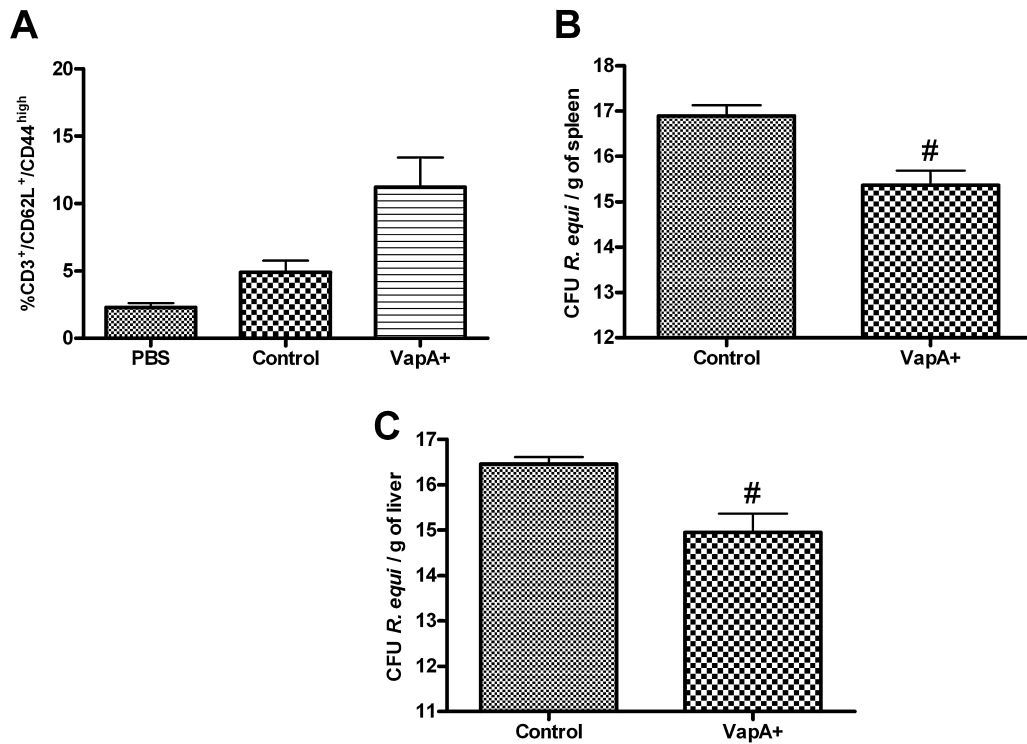 A
%CD3+/CD62L+/CD44high
20
15
10
5
0
PBS Control VapA+
B
CFU R. equi / g of spleen
18
17
16
15
14
13
12
#
Control VapA+
C
CFU R. equi / g of liver
17
16
15
14
13
12
11
#
Control VapA+